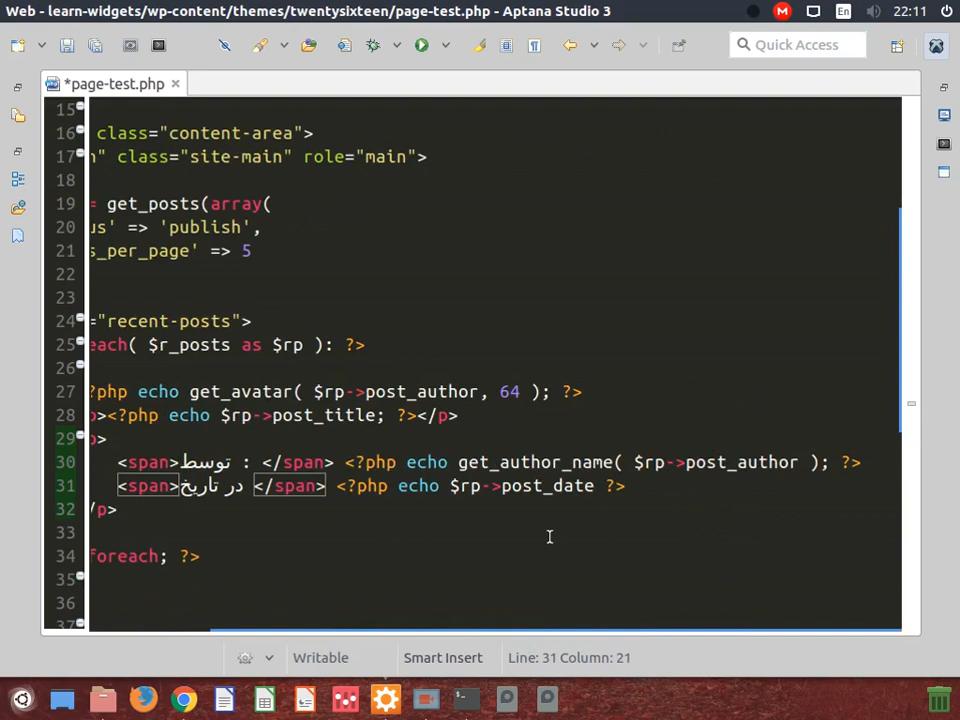 Web - learn-widgets/wp-content/themes/twentysixteen/page-test.php - Aptana Studio 3
M
En
22:11
Quick Access
*page-test.php
15
16 class="content-area">
17 " class="site-main" role="main">
18
19 = get_posts(array(
20 us' => 'publish',
21 s_per_page' => 5
22
23
24 ="recent-posts">
25 each( $r_posts as $rp ): ?>
26
27 ?php echo get_avatar( $rp->post_author, 64 ); ?>
28 ><?php echo $rp->post_title; ?></p>
29 >
30 <span>توسط : </span> <?php echo get_author_name( $rp->post_author ); ?>
31 <span>در تاریخ </span> <?php echo $rp->post_date ?>
32 /p>
33
34 foreach; ?>
35
36
37
Writable
Smart Insert
Line: 31 Column: 21